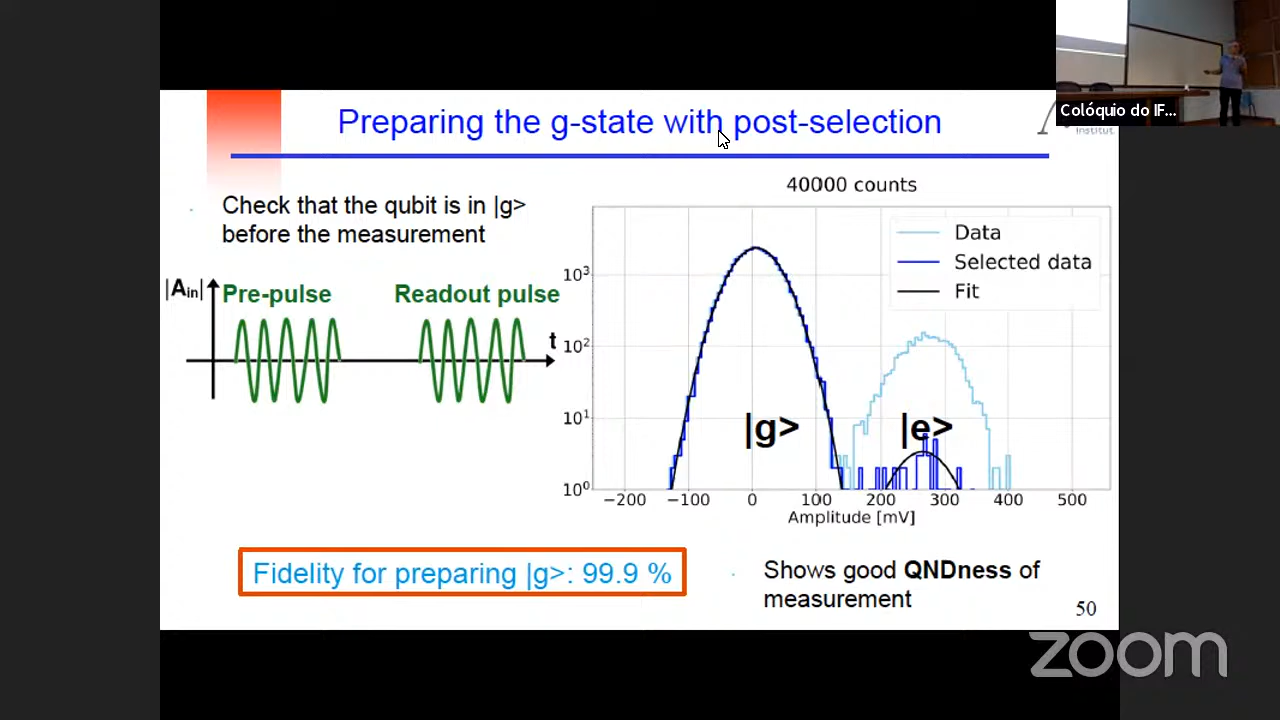 Preparing the g-state with post-selection
Institut.
Colóquio do IF...
Check that the qubit is in |g>
before the measurement
|Ain|
Pre-pulse
Readout pulse
t
40000 counts
Data
Selected data
Fit
10³
10²
10¹
10⁰
|g>
|e>
−200 −100 0 100 200 300 400 500
Amplitude [mV]
Fidelity for preparing |g>: 99.9 %
Shows good QNDness of
measurement
50
zoom